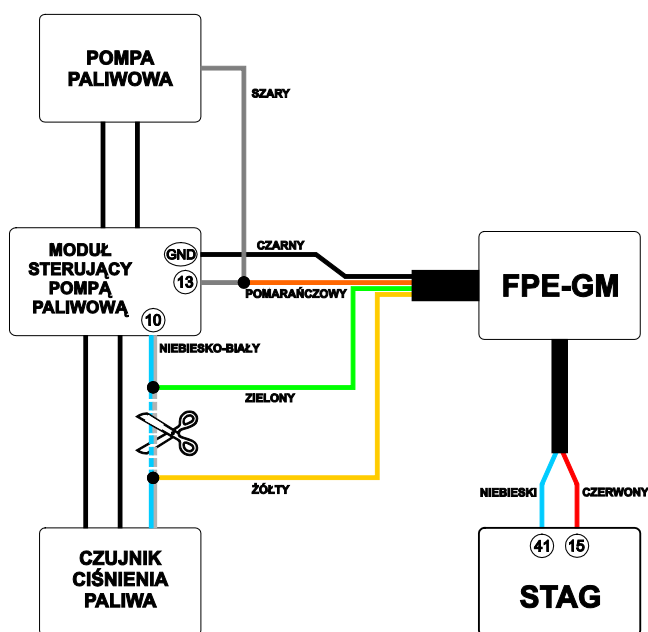 POMPA
PALIWOWA
SZARY
MODUŁ
STERUJĄCY
POMPĄ
PALIWOWĄ
GND
13
10
CZARNY
POMARAŃCZOWY
FPE-GM
NIEBIESKO-BIAŁY
ZIELONY
ŻÓŁTY
NIEBIESKI
CZERWONY
CZUJNIK
CIŚNIENIA
PALIWA
41
15
STAG